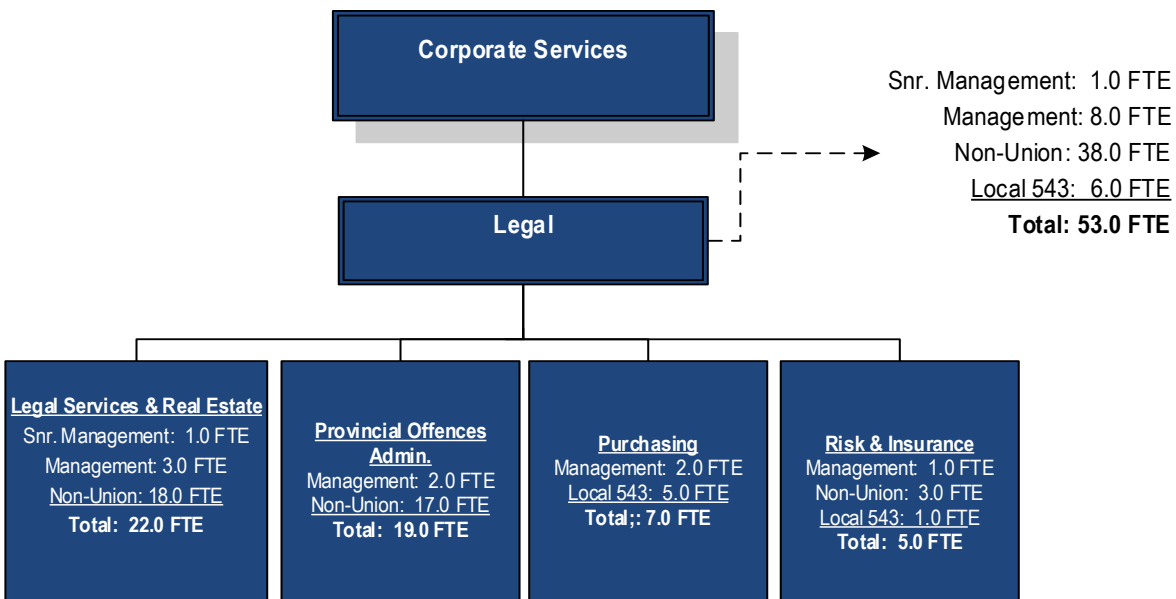 Corporate Services
Snr. Management: 1.0 FTE
Management: 8.0 FTE
Non-Union: 38.0 FTE
Local 543: 6.0 FTE
Total: 53.0 FTE
Legal
Legal Services & Real Estate
Snr. Management: 1.0 FTE
Management: 3.0 FTE
Non-Union: 18.0 FTE
Total: 22.0 FTE
Provincial Offences
Admin.
Management: 2.0 FTE
Non-Union: 17.0 FTE
Total: 19.0 FTE
Purchasing
Management: 2.0 FTE
Local 543: 5.0 FTE
Total;: 7.0 FTE
Risk & Insurance
Management: 1.0 FTE
Non-Union: 3.0 FTE
Local 543: 1.0 FTE
Total: 5.0 FTE